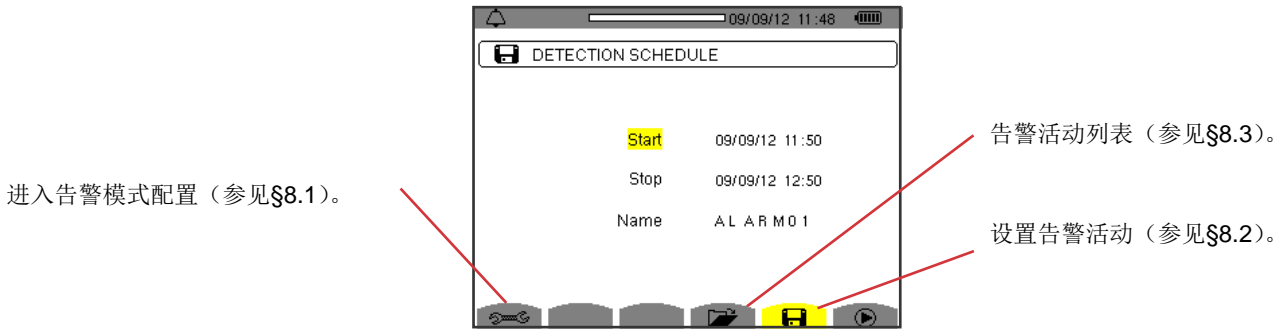 09/09/12 11:48
DETECTION SCHEDULE
Start 09/09/12 11:50
Stop 09/09/12 12:50
Name ALARM01
进入告警模式配置（参见§8.1）。
告警活动列表（参见§8.3）。
设置告警活动（参见§8.2）。